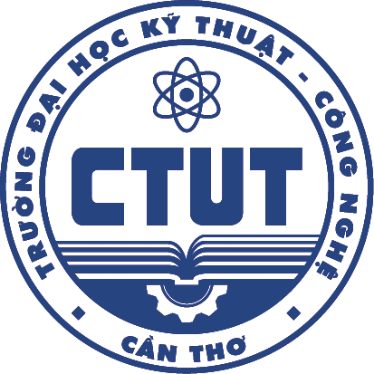 TRƯỜNG ĐẠI HỌC KỸ THUẬT - CÔNG NGHỆ
CTUT
CẦN THƠ